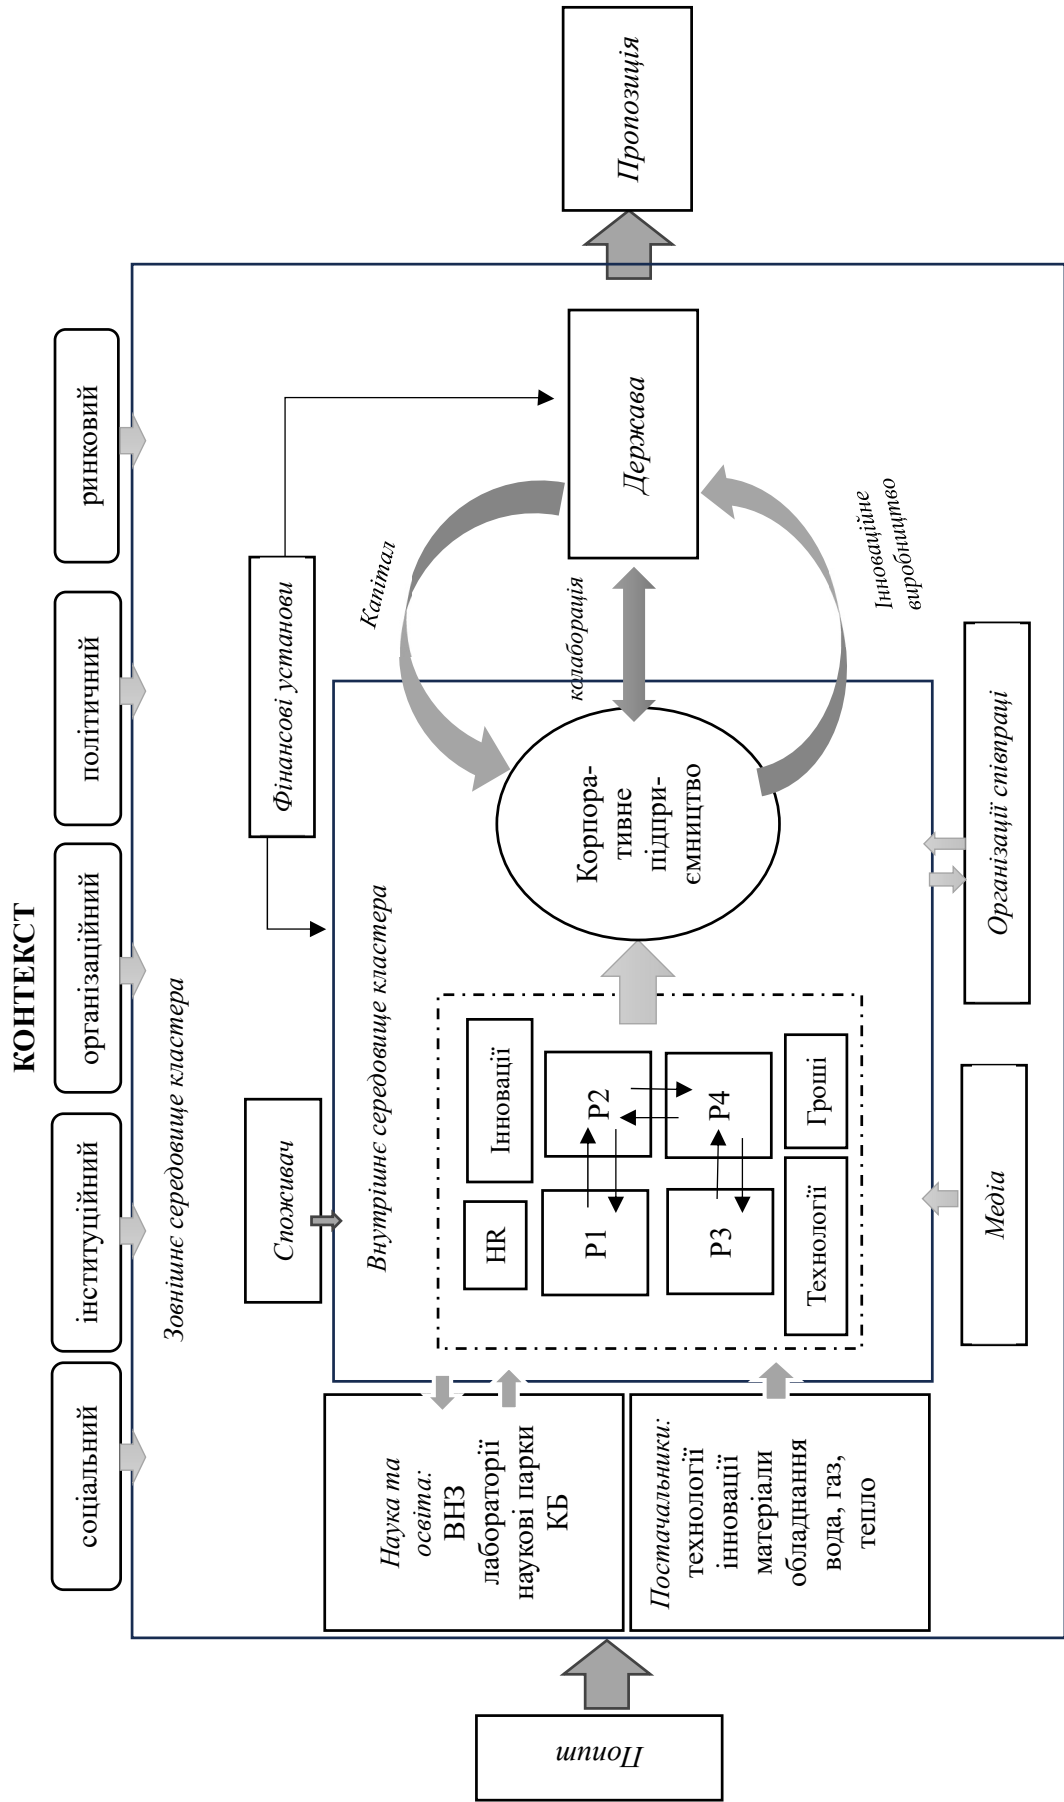 КОНТЕКСТ
соціальний
інституційний
організаційний
політичний
ринковий
Зовнішнє середовище кластера
Споживач
Фінансові установи
Попит
Наука та
освіта:
ВНЗ
лабораторії
наукові парки
КБ
Постачальники:
технології
інновації
матеріали
обладнання
вода, газ,
тепло
Внутрішнє середовище кластера
HR
Інновації
P1
P2
P3
P4
Технології
Гроші
Корпора-
тивне
підпри-
ємництво
Капітал
колаборація
Інноваційне
виробництво
Держава
Пропозиція
Медіа
Організації співпраці